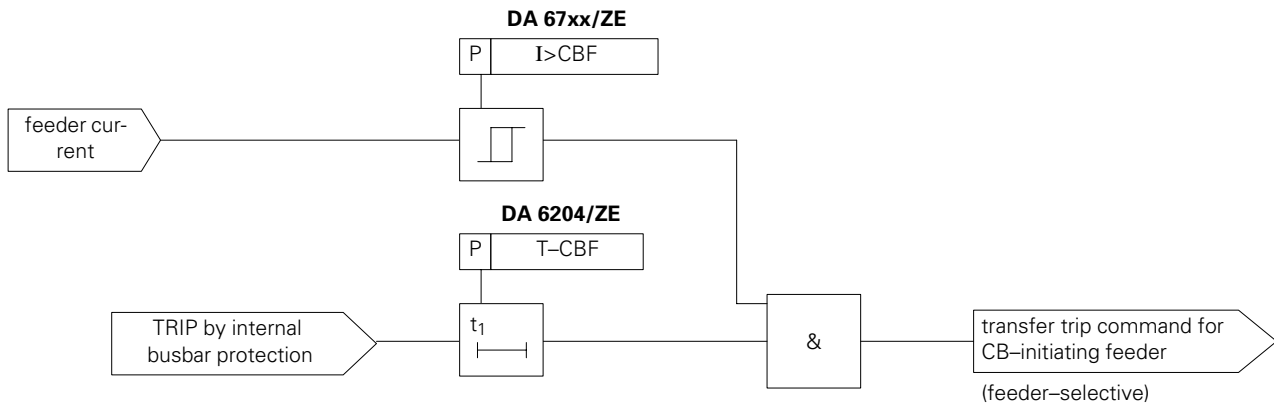 DA 67xx/ZE
P I>CBF
feeder cur-
rent
DA 6204/ZE
P T–CBF
t1
TRIP by internal
busbar protection
&
transfer trip command for
CB–initiating feeder
(feeder–selective)